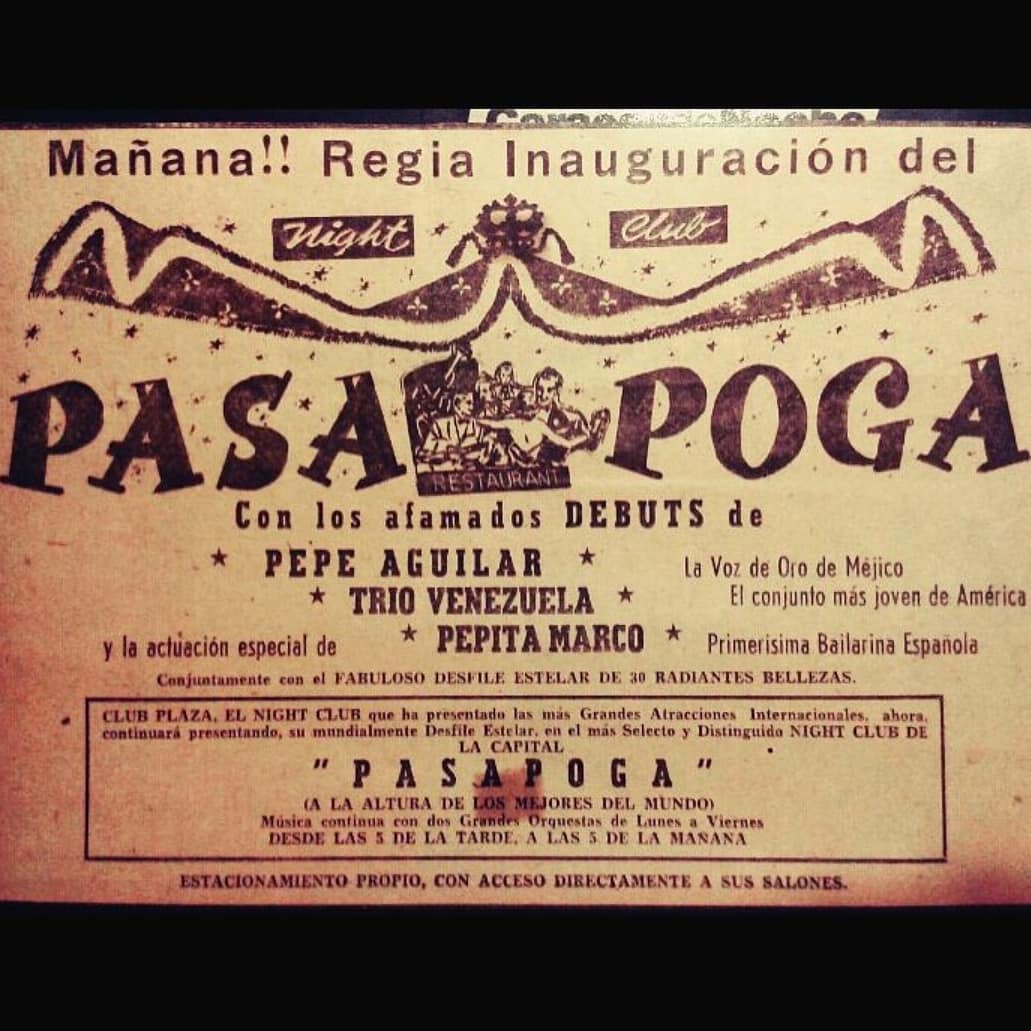 Mañana!! Regia Inauguración del
Night Club
PASAPOGA
RESTAURANT
Con los afamados DEBUTS de
★ PEPE AGUILAR ★ La Voz de Oro de Méjico
★ TRIO VENEZUELA ★ El conjunto más joven de América
y la actuación especial de ★ PEPITA MARCO ★ Primerisima Bailarina Española
Conjuntamente con el FABULOSO DESFILE ESTELAR DE 30 RADIANTES BELLEZAS.
CLUB PLAZA, EL NIGHT CLUB que ha presentado las más Grandes Atracciones Internacionales, ahora,
continuará presentando, su mundialmente Desfile Estelar, en el más Selecto y Distinguido NIGHT CLUB DE
LA CAPITAL
"PASAPOGA"
(A LA ALTURA DE LOS MEJORES DEL MUNDO)
Música continua con dos Grandes Orquestas de Lunes a Viernes
DESDE LAS 5 DE LA TARDE, A LAS 5 DE LA MAÑANA
ESTACIONAMIENTO PROPIO, CON ACCESO DIRECTAMENTE A SUS SALONES.